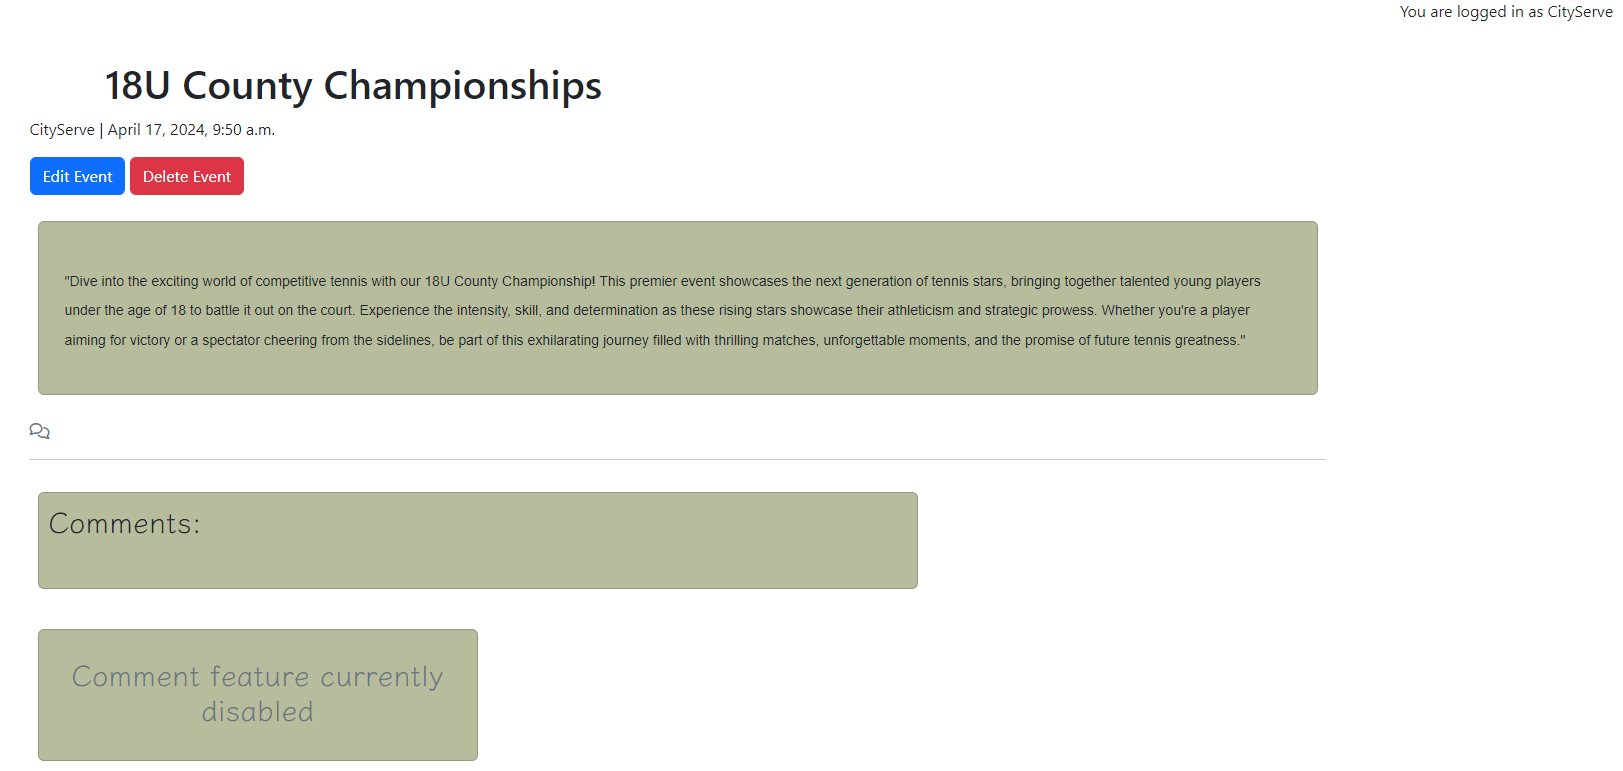 You are logged in as CityServe
18U County Championships
CityServe | April 17, 2024, 9:50 a.m.
Edit Event Delete Event
"Dive into the exciting world of competitive tennis with our 18U County Championship! This premier event showcases the next generation of tennis stars, bringing together talented young players
under the age of 18 to battle it out on the court. Experience the intensity, skill, and determination as these rising stars showcase their athleticism and strategic prowess. Whether you're a player
aiming for victory or a spectator cheering from the sidelines, be part of this exhilarating journey filled with thrilling matches, unforgettable moments, and the promise of future tennis greatness."
Comments:
Comment feature currently
disabled